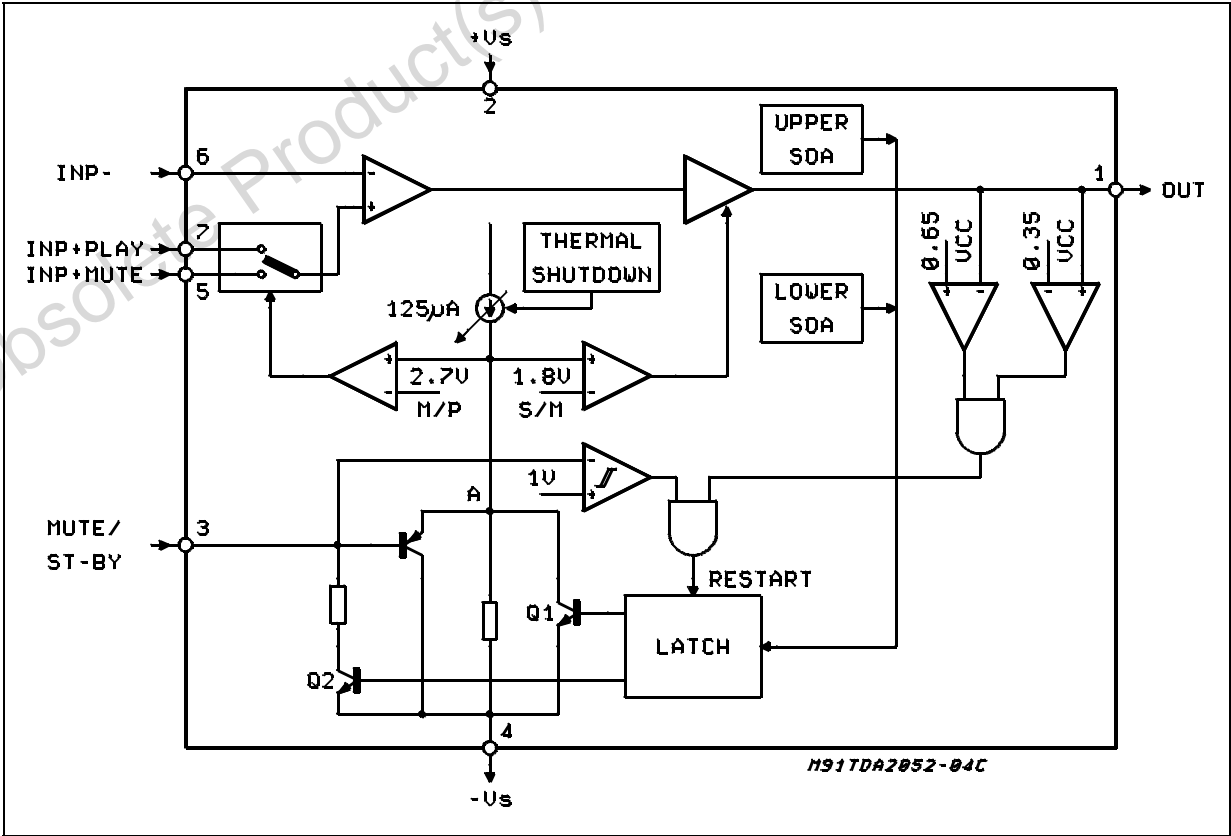 Obsolete Product(s)
+Vs
2
INP-
6
UPPER
SOA
1
OUT
INP+PLAY
7
INP+MUTE
5
THERMAL
SHUTDOWN
0.65
VCC
0.35
VCC
125µA
LOWER
SOA
+
-
2.7V
M/P
1.8V
S/M
+
-
-
1V
+
A
MUTE/
ST-BY
3
RESTART
Q1
LATCH
Q2
4
-Vs
M91TDA2052-04C